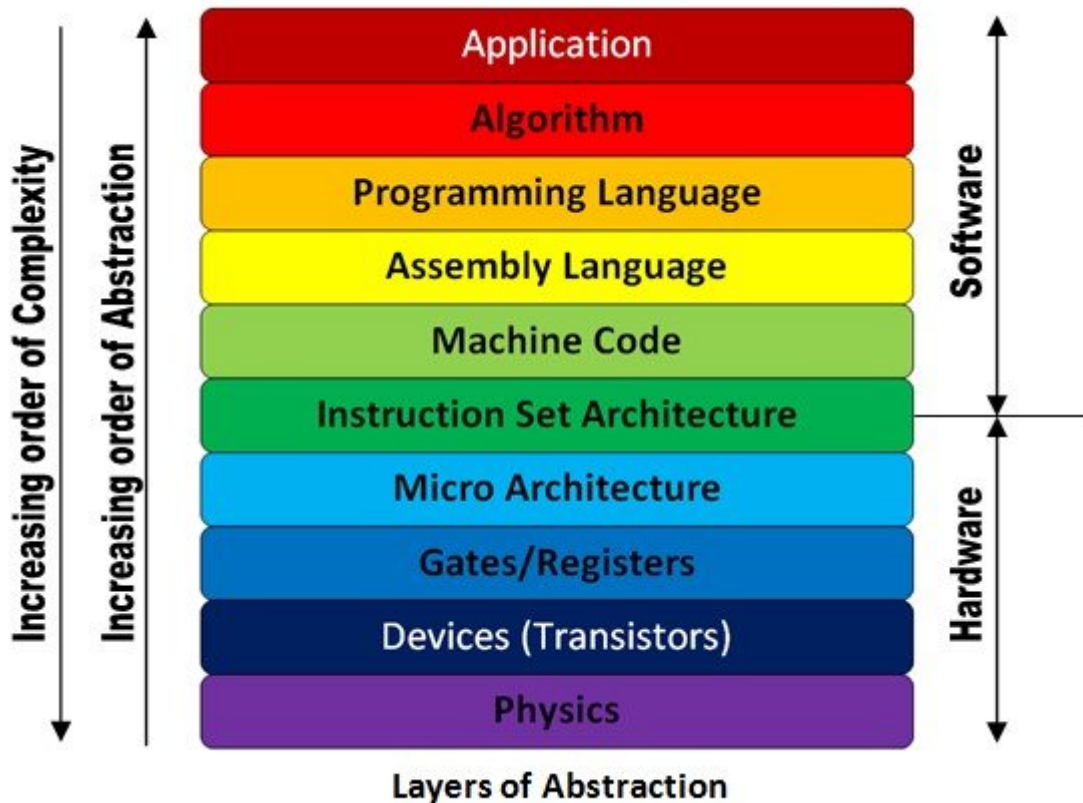 Increasing order of Complexity
Increasing order of Abstraction
Application
Algorithm
Programming Language
Assembly Language
Machine Code
Instruction Set Architecture
Micro Architecture
Gates/Registers
Devices (Transistors)
Physics
Software
Hardware
Layers of Abstraction